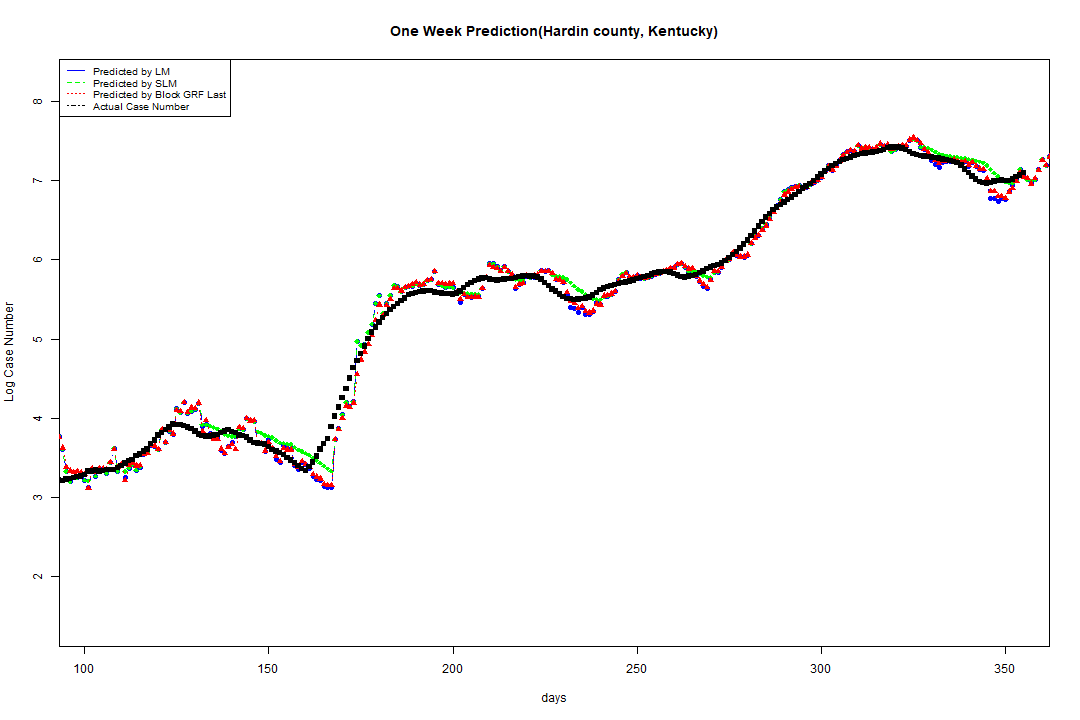 One Week Prediction(Hardin county, Kentucky)
Predicted by LM
Predicted by SLM
Predicted by Block GRF Last
Actual Case Number
8
7
6
5
4
3
2
Log Case Number
100 150 200 250 300 350
days